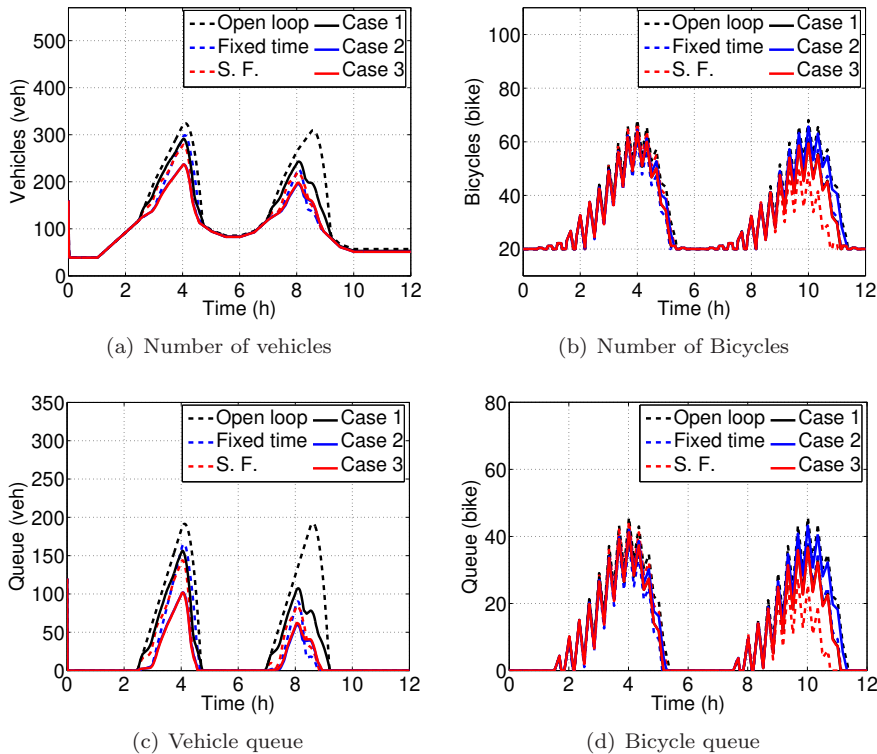 Vehicles (veh)
500
400
300
200
100
0
Open loop
Case 1
Fixed time
Case 2
S. F.
Case 3
0 2 4 6 8 10 12
Time (h)
(a) Number of vehicles
Bicycles (bike)
100
80
60
40
20
Open loop
Case 1
Fixed time
Case 2
S. F.
Case 3
0 2 4 6 8 10 12
Time (h)
(b) Number of Bicycles
Queue (veh)
350
300
250
200
150
100
50
0
Open loop
Case 1
Fixed time
Case 2
S. F.
Case 3
0 2 4 6 8 10 12
Time (h)
(c) Vehicle queue
Queue (bike)
80
60
40
20
0
Open loop
Case 1
Fixed time
Case 2
S. F.
Case 3
0 2 4 6 8 10 12
Time (h)
(d) Bicycle queue